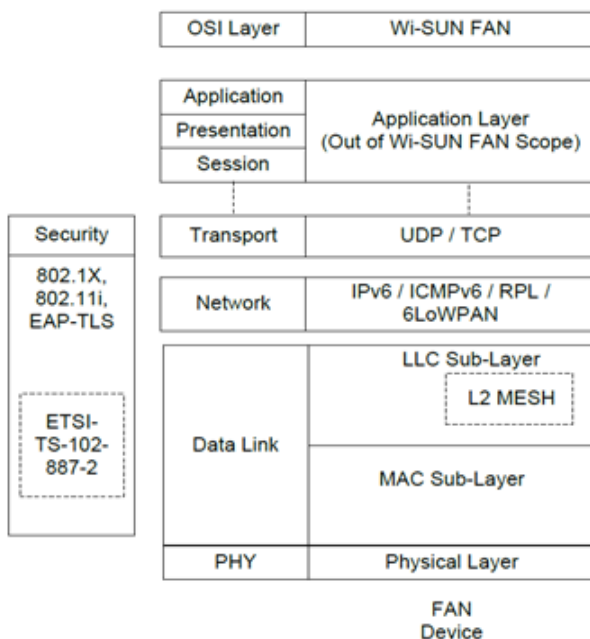 OSI Layer
Wi-SUN FAN
Application
Presentation
Session
Application Layer
(Out of Wi-SUN FAN Scope)
Security
802.1X,
802.11i,
EAP-TLS
ETSI-
TS-102-
887-2
Transport
UDP / TCP
Network
IPv6 / ICMPv6 / RPL /
6LoWPAN
Data Link
LLC Sub-Layer
L2 MESH
MAC Sub-Layer
PHY
Physical Layer
FAN
Device